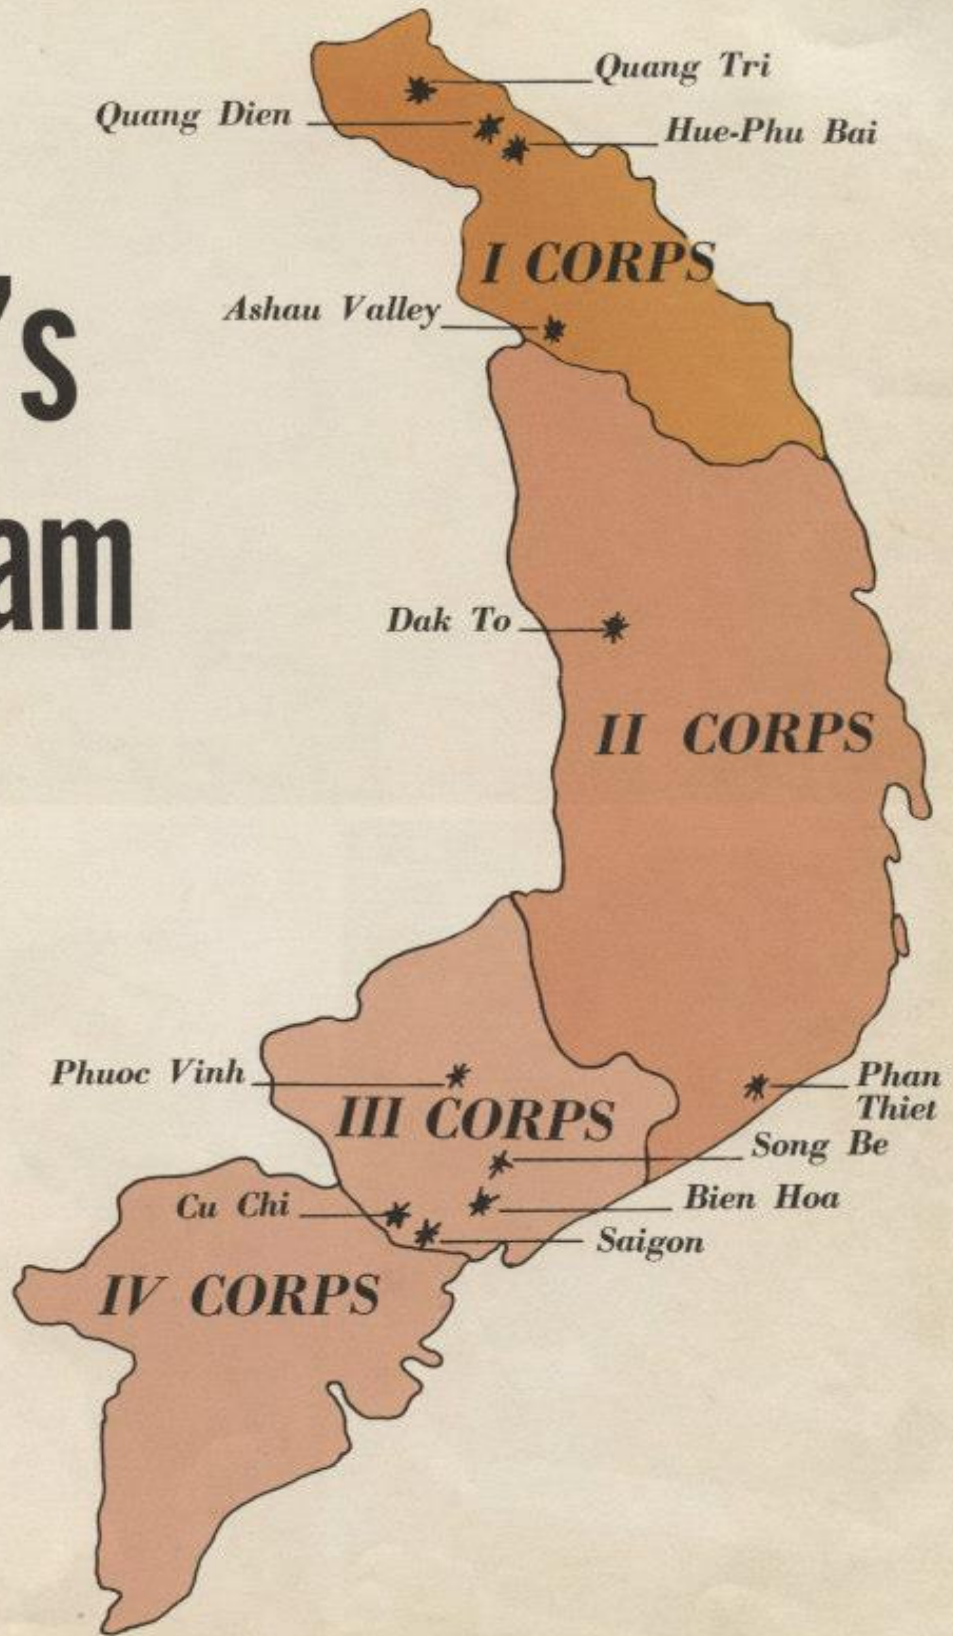 Quang Tri
Quang Dien
Hue-Phu Bai
I CORPS
's
Ashau Valley
am
Dak To
II CORPS
Phuoc Vinh
Phan
Thiet
III CORPS
Song Be
Cu Chi
Bien Hoa
Saigon
IV CORPS